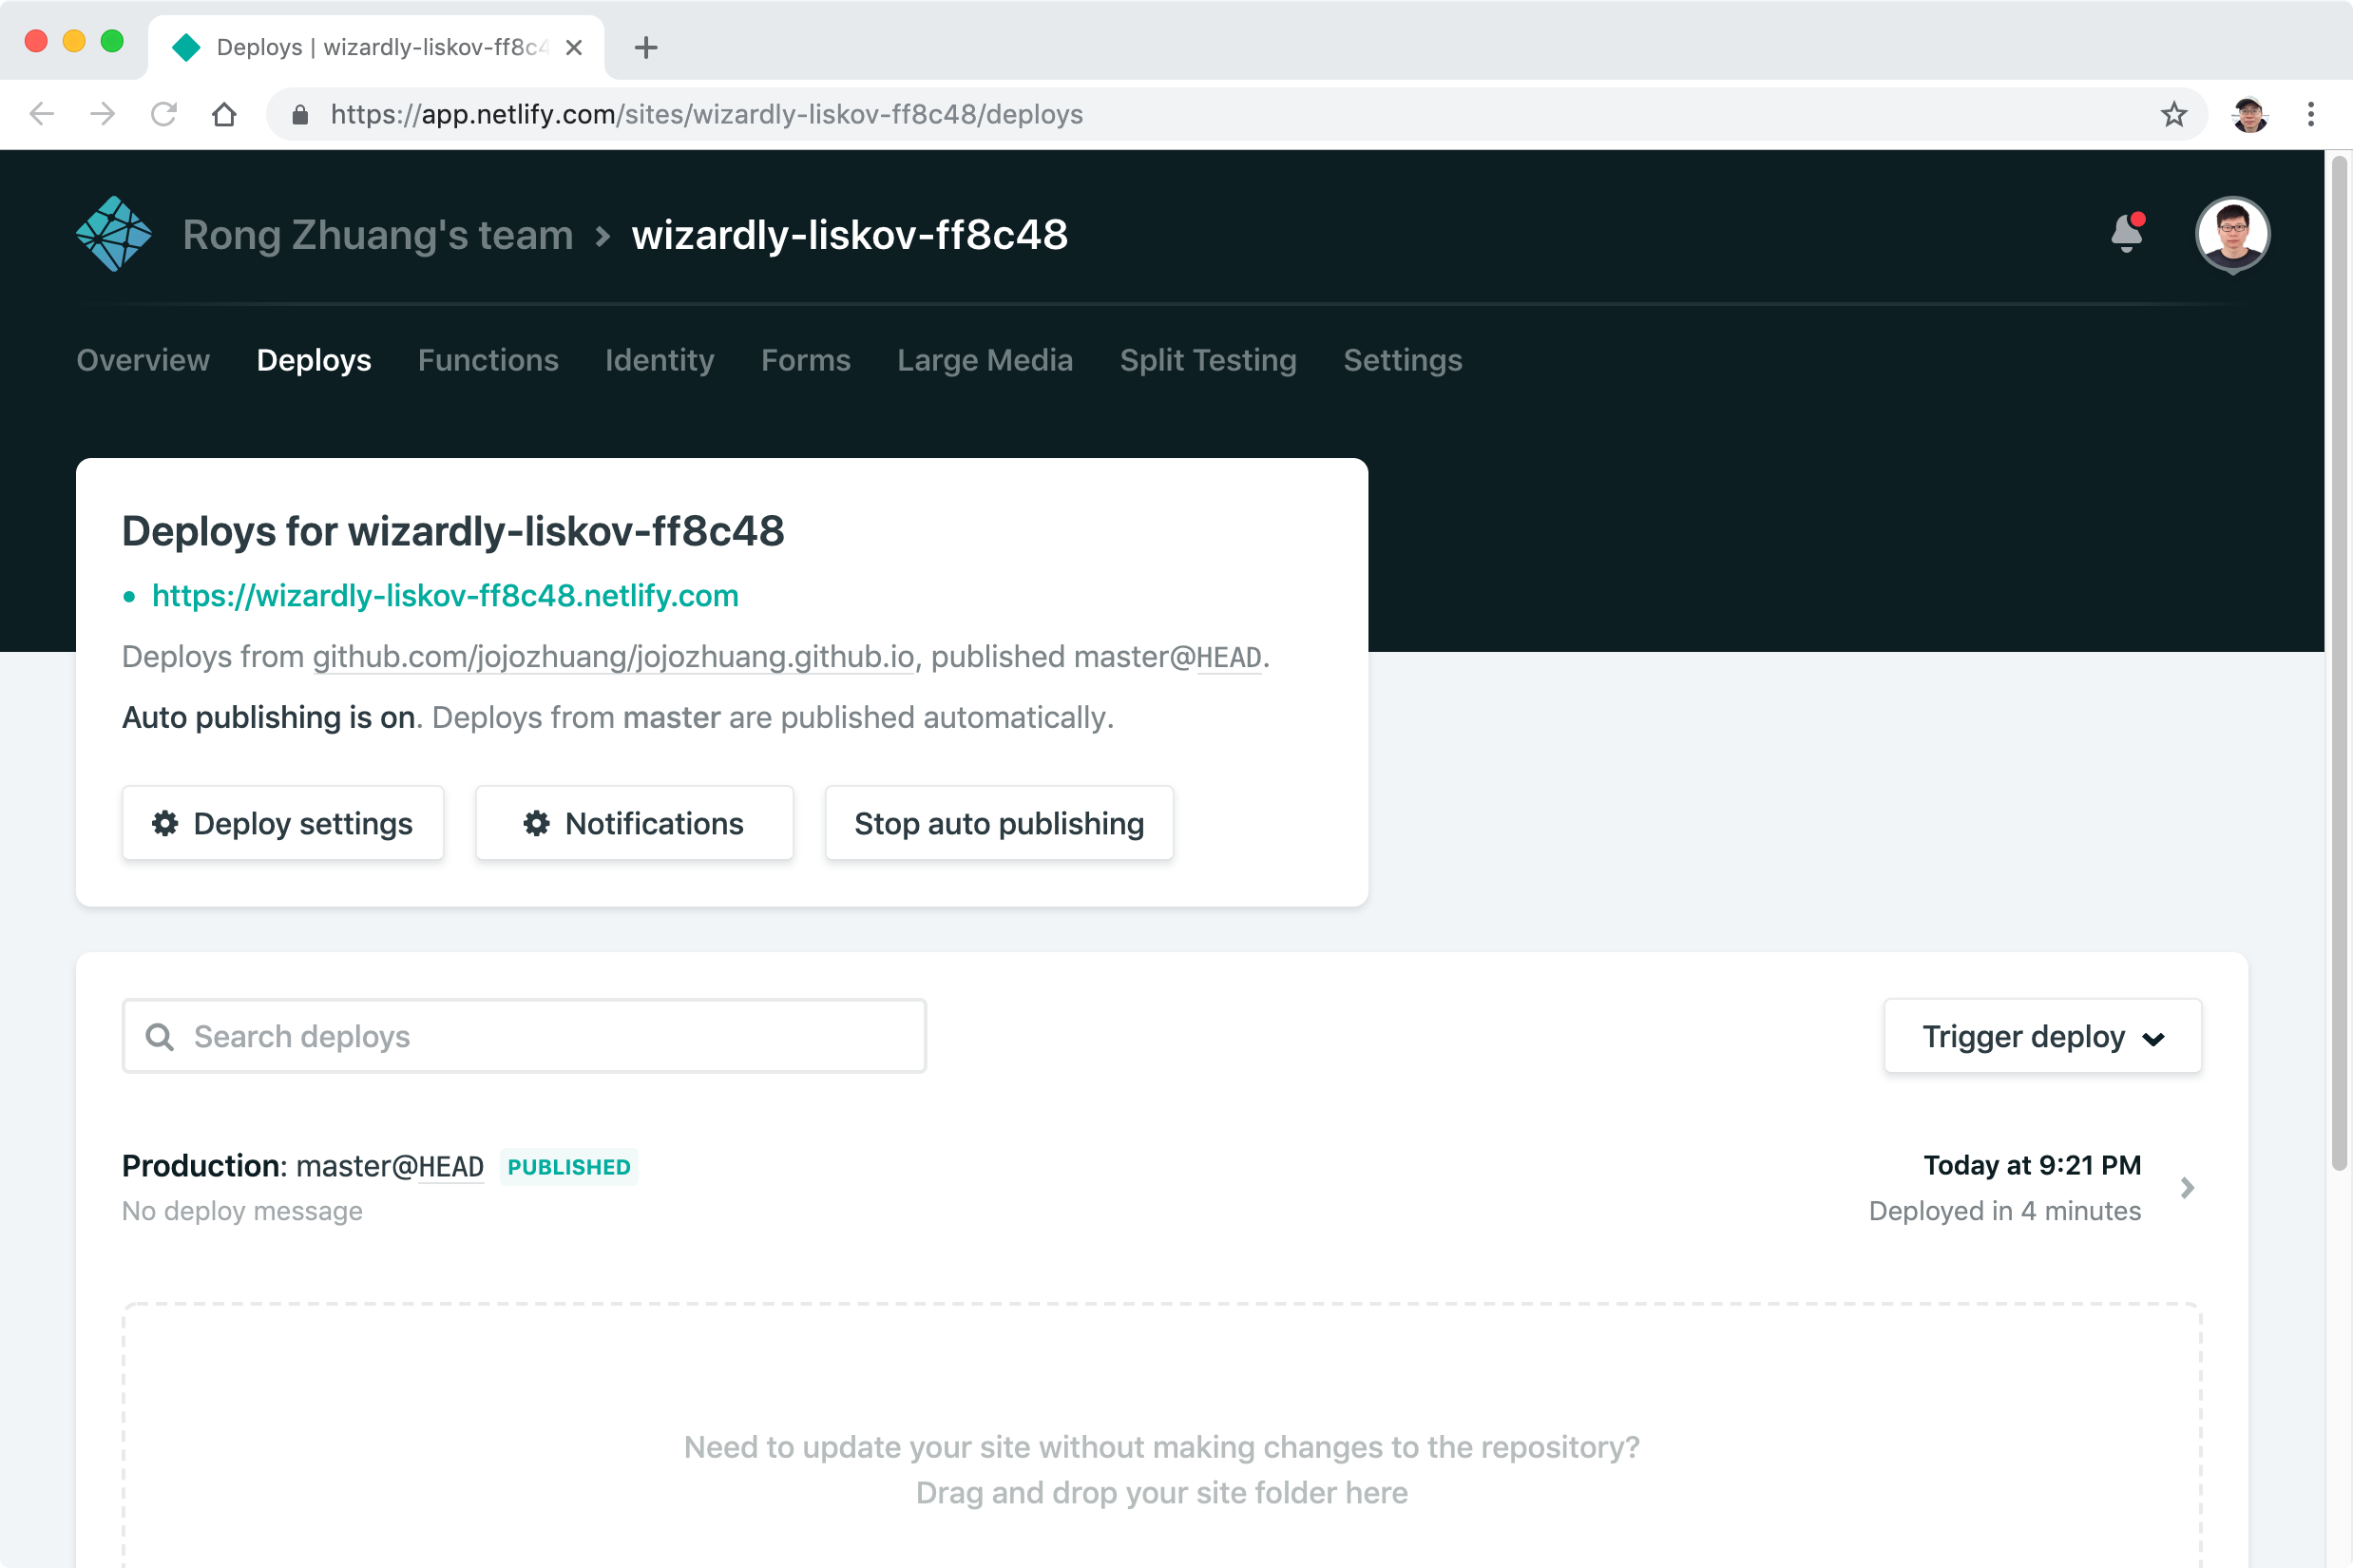 Deploys | wizardly-liskov-ff8c4
https://app.netlify.com/sites/wizardly-liskov-ff8c48/deploys
Rong Zhuang's team > wizardly-liskov-ff8c48
Overview Deploys Functions Identity Forms Large Media Split Testing Settings
Deploys for wizardly-liskov-ff8c48
• https://wizardly-liskov-ff8c48.netlify.com
Deploys from github.com/jojozhuang/jojozhuang.github.io, published master@HEAD.
Auto publishing is on. Deploys from master are published automatically.
Deploy settings Notifications Stop auto publishing
Search deploys Trigger deploy
Production: master@HEAD PUBLISHED Today at 9:21 PM
No deploy message Deployed in 4 minutes
Need to update your site without making changes to the repository?
Drag and drop your site folder here